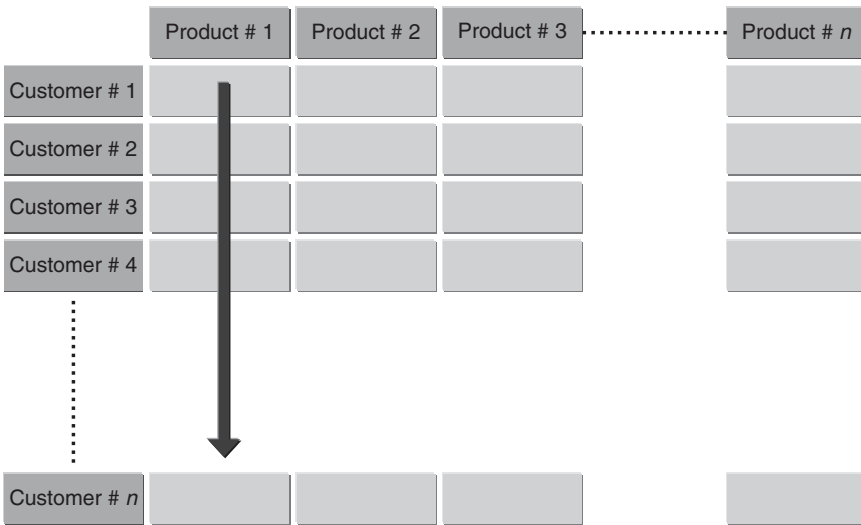 Product # 1 Product # 2 Product # 3 Product # n
Customer # 1
Customer # 2
Customer # 3
Customer # 4
Customer # n